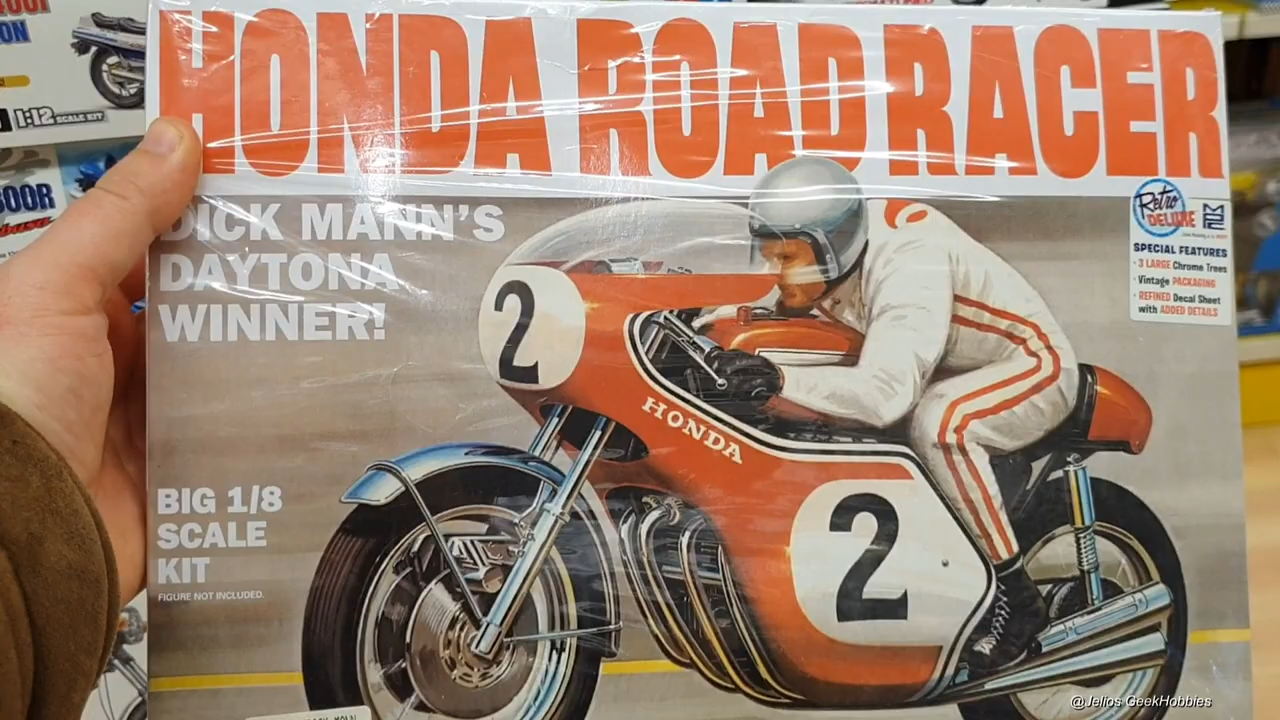 HONDA ROAD RACER
DICK MANN'S
DAYTONA
WINNER!
BIG 1/8
SCALE
KIT
FIGURE NOT INCLUDED.
Retro
DELUXE
MPC
SPECIAL FEATURES
• 3 LARGE Chrome Trees
• Vintage PACKAGING
• REFINED Decal Sheet
with ADDED DETAILS
2
HONDA
2
1:12 SCALE KIT
@Jelios GeekHobbies